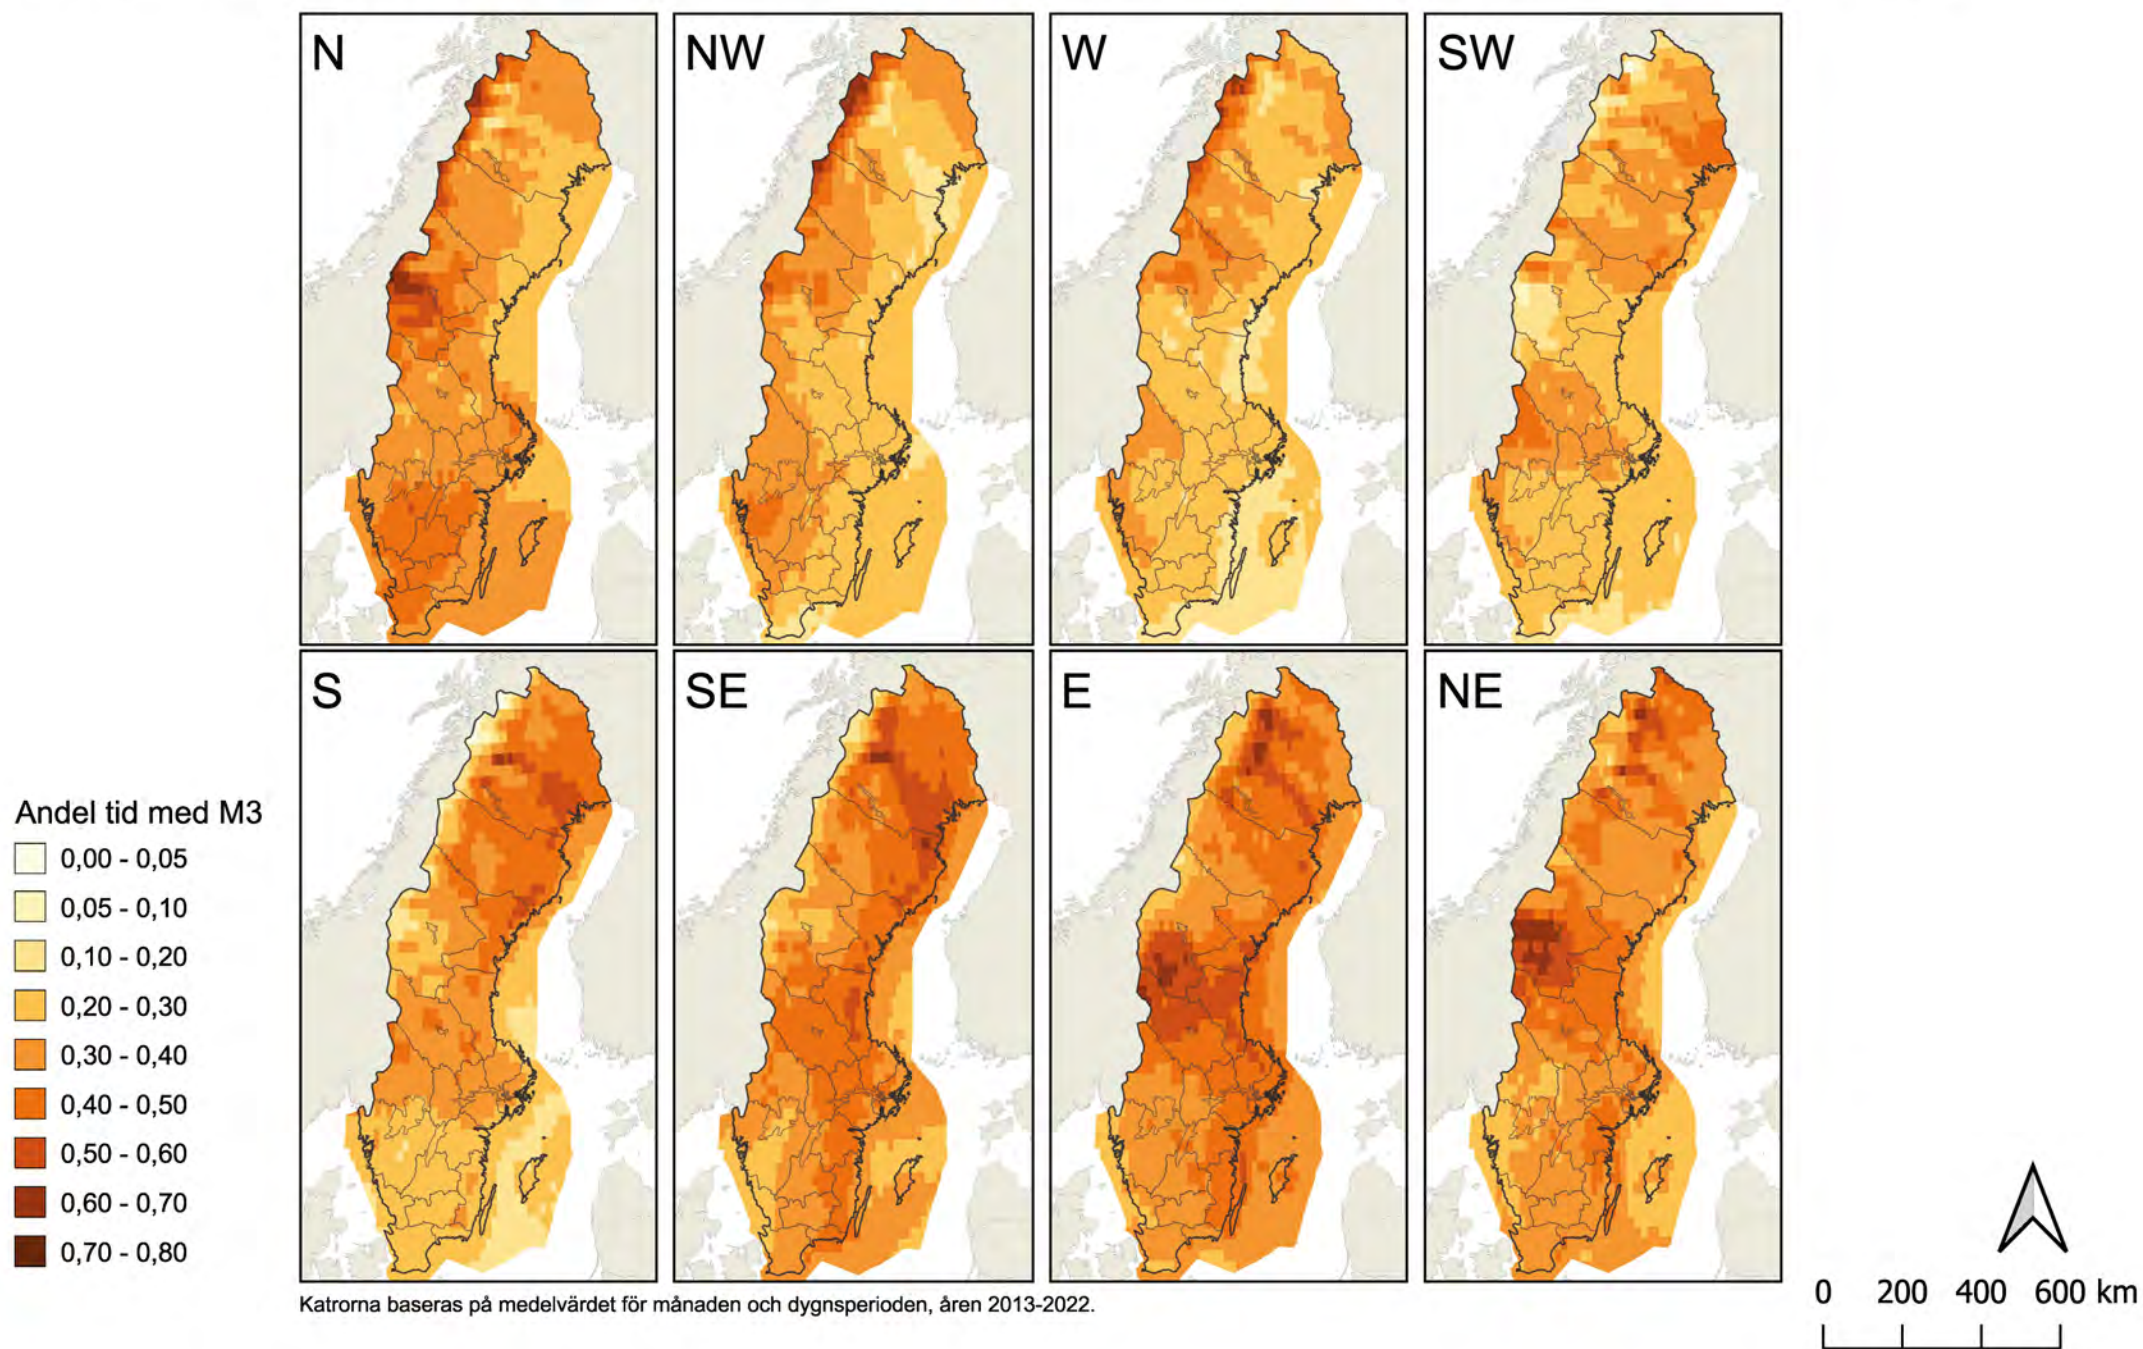 N
NW
W
SW
S
SE
E
NE
Andel tid med M3
0,00 - 0,05
0,05 - 0,10
0,10 - 0,20
0,20 - 0,30
0,30 - 0,40
0,40 - 0,50
0,50 - 0,60
0,60 - 0,70
0,70 - 0,80
Katrorna baseras på medelvärdet för månaden och dygnsperioden, åren 2013-2022.
0 200 400 600 km